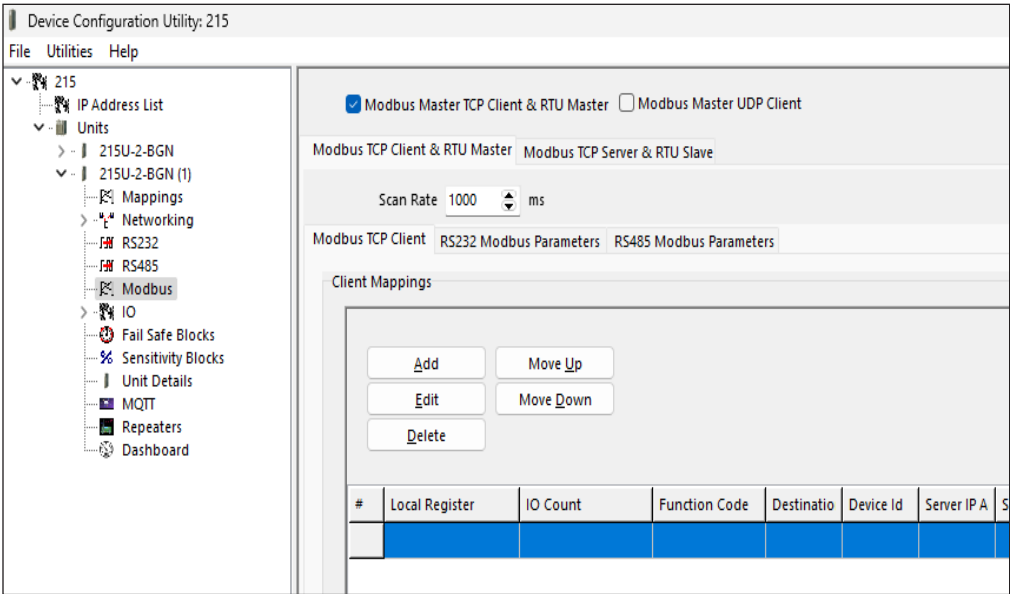 Device Configuration Utility: 215
File Utilities Help
215
IP Address List
Units
215U-2-BGN
215U-2-BGN (1)
Mappings
Networking
RS232
RS485
Modbus
IO
Fail Safe Blocks
Sensitivity Blocks
Unit Details
MQTT
Repeaters
Dashboard
Modbus Master TCP Client & RTU Master Modbus Master UDP Client
Modbus TCP Client & RTU Master Modbus TCP Server & RTU Slave
Scan Rate 1000 ms
Modbus TCP Client RS232 Modbus Parameters RS485 Modbus Parameters
Client Mappings
Add Move Up
Edit Move Down
Delete
# Local Register IO Count Function Code Destinatio Device Id Server IP A S